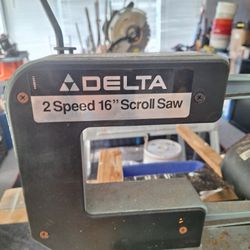 DELTA
2 Speed 16" Scroll Saw